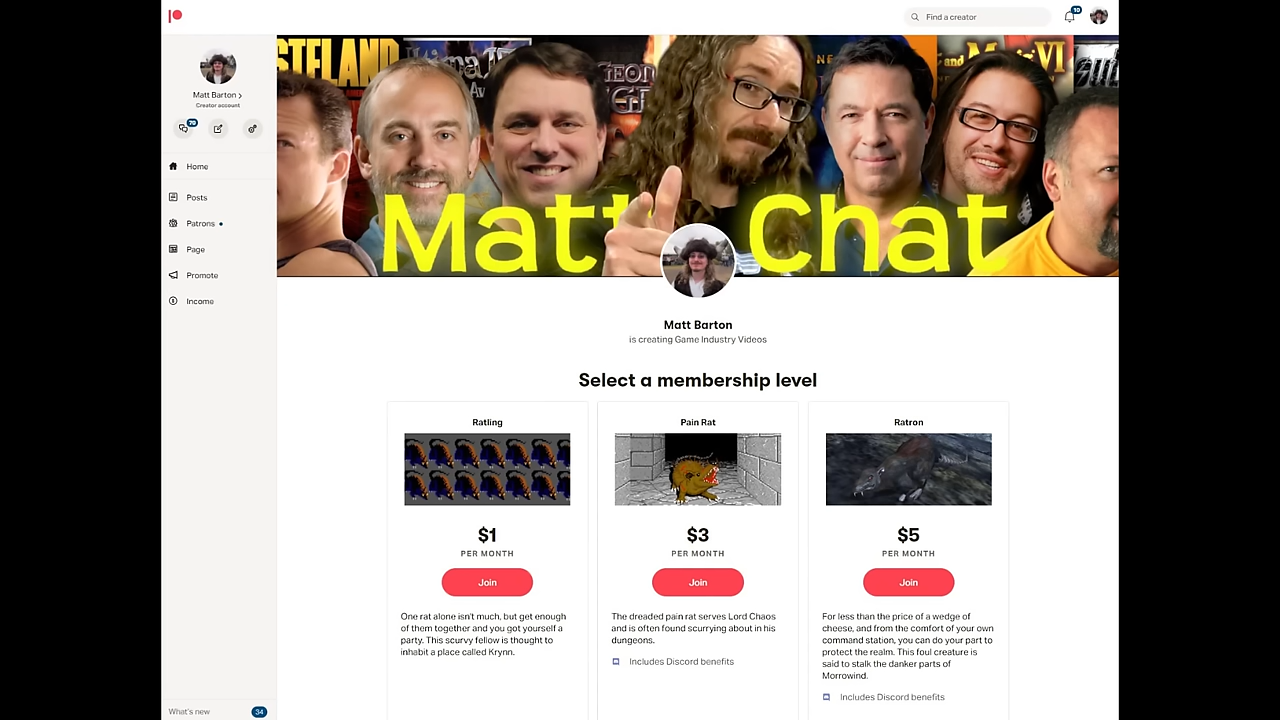 Find a creator
10
STELAND
Matt Chat
Matt Barton
Creator account
70
Home
Posts
Patrons
Page
Promote
Income
What's new
34
Matt Barton
is creating Game Industry Videos
Select a membership level
Ratling
$1
PER MONTH
Join
One rat alone isn't much, but get enough
of them together and you got yourself a
party. This scurvy fellow is thought to
inhabit a place called Krynn.
Pain Rat
$3
PER MONTH
Join
The dreaded pain rat serves Lord Chaos
and is often found scurrying about in his
dungeons.
Includes Discord benefits
Ratron
$5
PER MONTH
Join
For less than the price of a wedge of
cheese, and from the comfort of your own
command station, you can do your part to
protect the realm. This foul creature is
said to stalk the danker parts of
Morrowind.
Includes Discord benefits